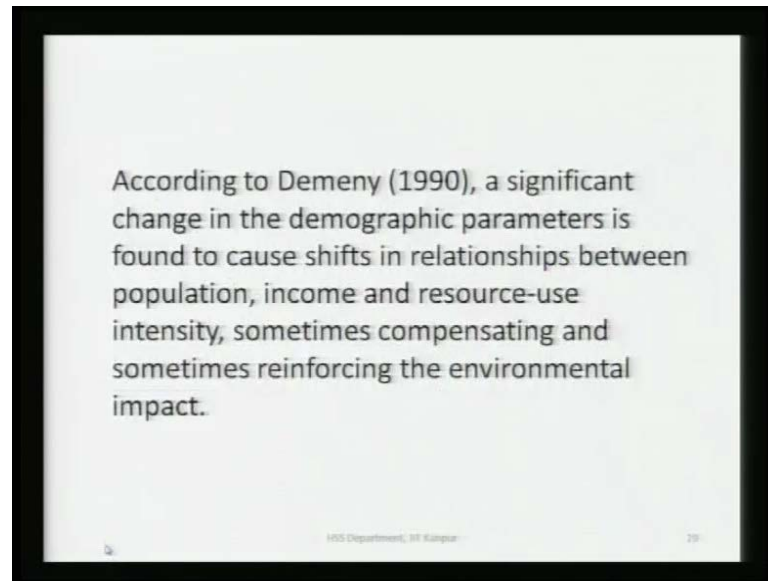 According to Demeny (1990), a significant
change in the demographic parameters is
found to cause shifts in relationships between
population, income and resource-use
intensity, sometimes compensating and
sometimes reinforcing the environmental
impact.
HSS Department, IIT Kanpur